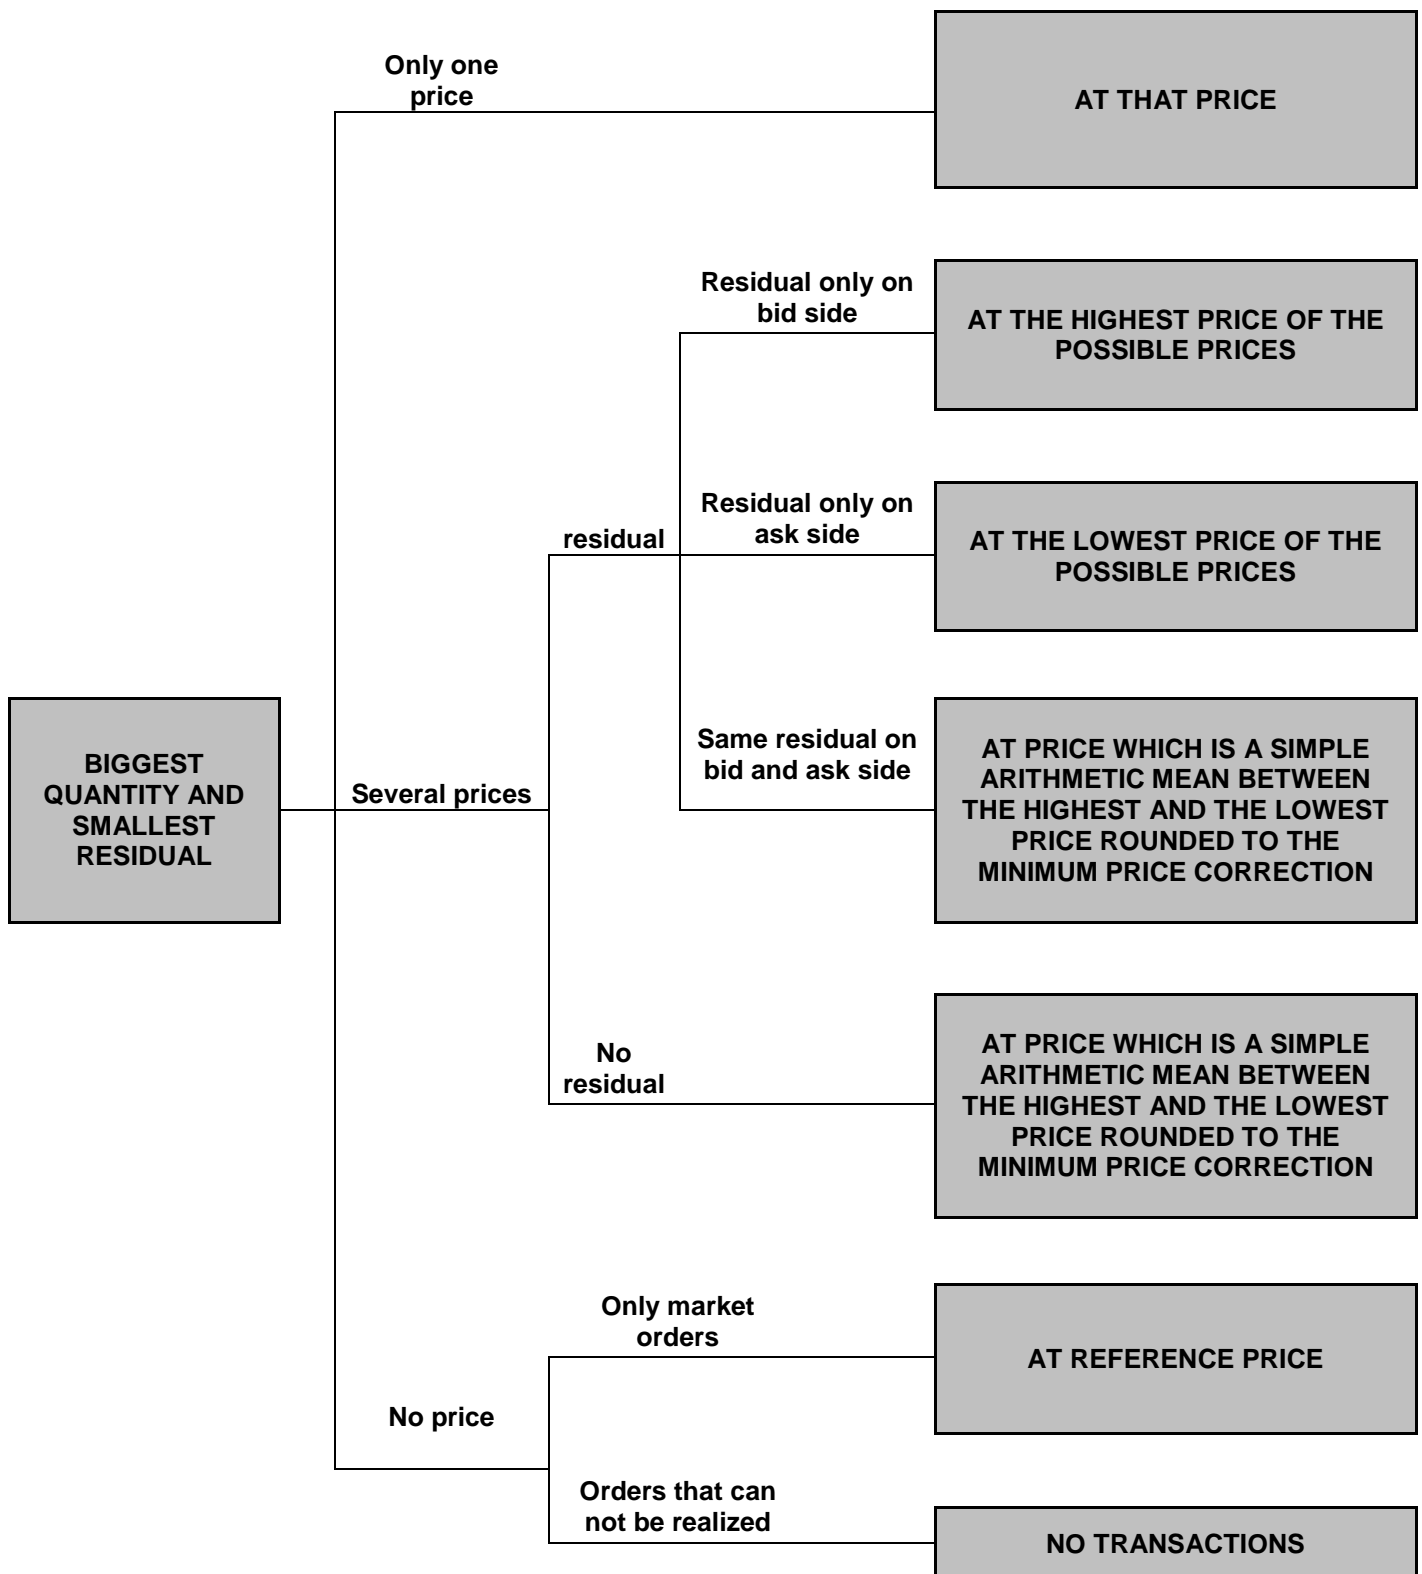 Only one
price
AT THAT PRICE
Residual only on
bid side
AT THE HIGHEST PRICE OF THE
POSSIBLE PRICES
residual
Residual only on
ask side
AT THE LOWEST PRICE OF THE
POSSIBLE PRICES
BIGGEST
QUANTITY AND
SMALLEST
RESIDUAL
Several prices
Same residual on
bid and ask side
AT PRICE WHICH IS A SIMPLE
ARITHMETIC MEAN BETWEEN
THE HIGHEST AND THE LOWEST
PRICE ROUNDED TO THE
MINIMUM PRICE CORRECTION
No
residual
AT PRICE WHICH IS A SIMPLE
ARITHMETIC MEAN BETWEEN
THE HIGHEST AND THE LOWEST
PRICE ROUNDED TO THE
MINIMUM PRICE CORRECTION
No price
Only market
orders
AT REFERENCE PRICE
Orders that can
not be realized
NO TRANSACTIONS